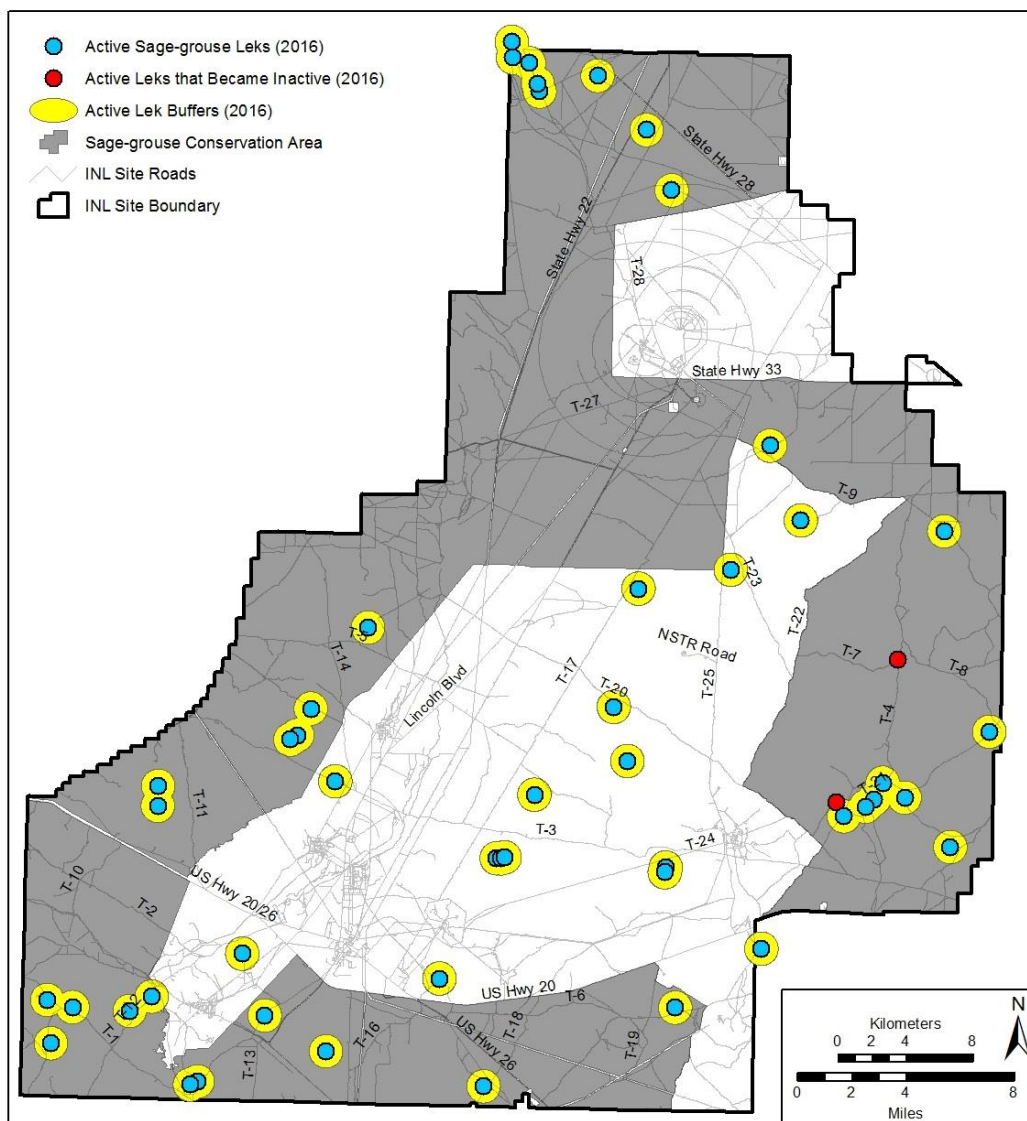 Active Sage-grouse Leks (2016)
Active Leks that Became Inactive (2016)
Active Lek Buffers (2016)
Sage-grouse Conservation Area
INL Site Roads
INL Site Boundary
State Hwy 28
State Hwy 22
T-28
State Hwy 33
T-27
T-9
T-23
T-22
NSTR Road
T-5
T-14
T-17
T-25
T-7
T-8
T-20
Lincoln Blvd
T-4
T-11
T-3
T-24
US Hwy 20/26
T-10
T-2
US Hwy 20
T-6
T-1
T-16
T-18
US Hwy 26
T-19
T-13
N
Kilometers
0 2 4 8
0 2 4 8
Miles